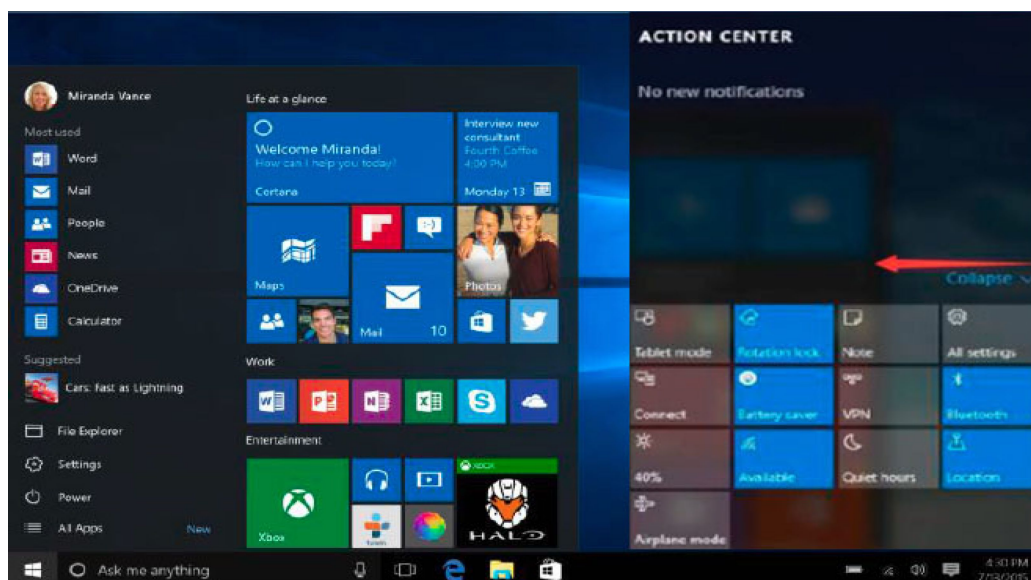 Miranda Vance
Most used
Word
Mail
People
News
OneDrive
Calculator
Suggested
Cars: Fast as Lightning
File Explorer
Settings
Power
All Apps New
Life at a glance
Welcome Miranda!
How can I help you today?
Cortana
Interview new
consultant
Fourth Coffee
4:00 PM
Monday 13
Maps
Mail 10
Photos
Work
Entertainment
Xbox
XBOX
HALO
ACTION CENTER
No new notifications
Collapse
Tablet mode
Rotation lock
Note
All settings
Connect
Battery saver
VPN
Bluetooth
40%
Available
Quiet hours
Location
Airplane mode
Ask me anything
4:30 PM